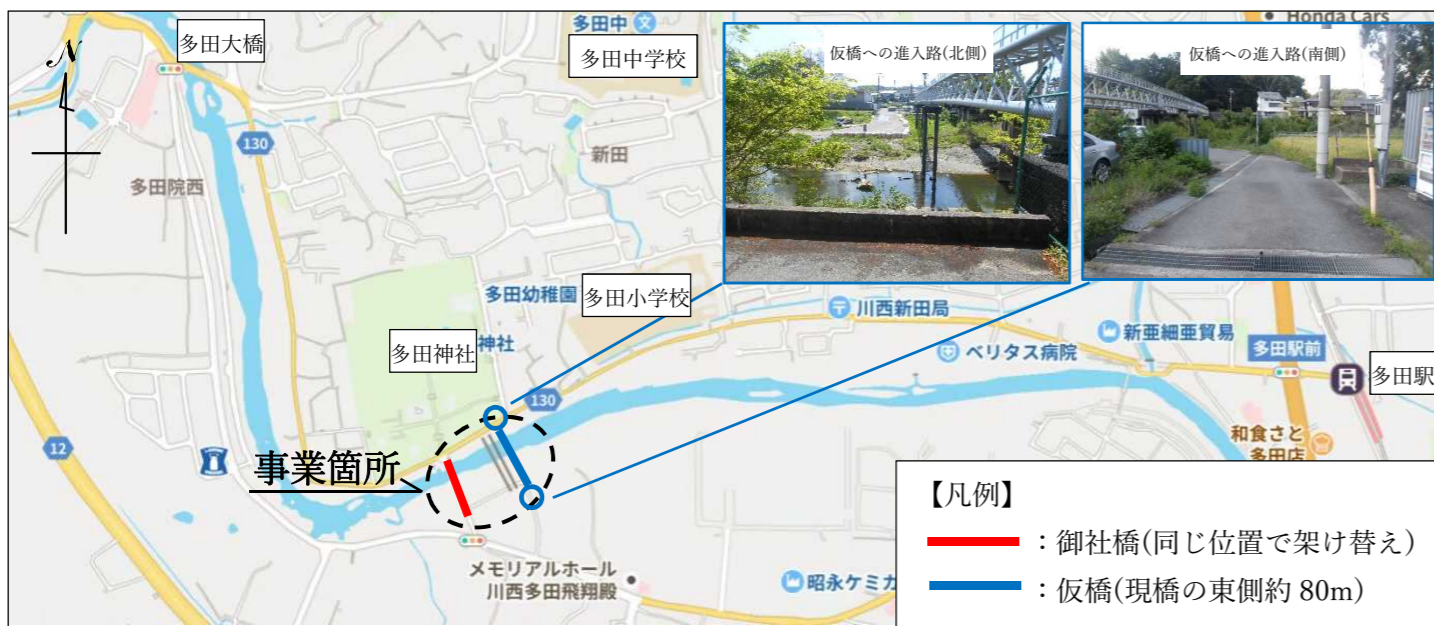 多田大橋
N
130
多田院西
多田中
多田中学校
新田
Honda Cars
仮橋への進入路(北側)
仮橋への進入路(南側)
多田幼稚園
多田小学校
多田神社
神社
川西新田局
ベリタス病院
新亜細亜貿易
多田駅前
多田駅
130
12
事業箇所
和食さと
多田店
メモリアルホール
川西多田飛翔殿
昭永ケミカ
【凡例】
：御社橋(同じ位置で架け替え)
：仮橋(現橋の東側約 80m)